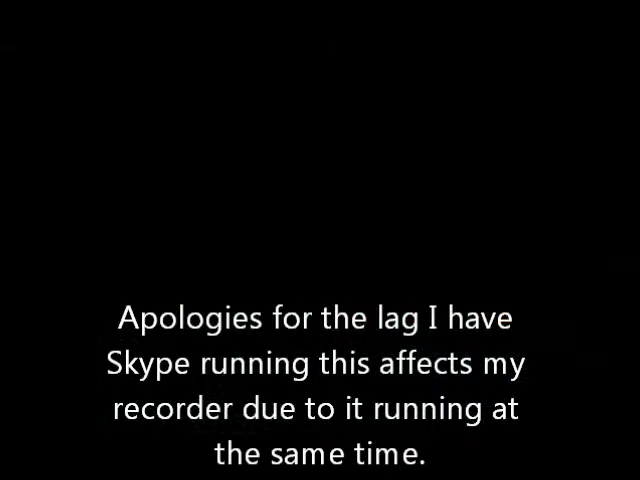 Apologies for the lag I have
Skype running this affects my
recorder due to it running at
the same time.